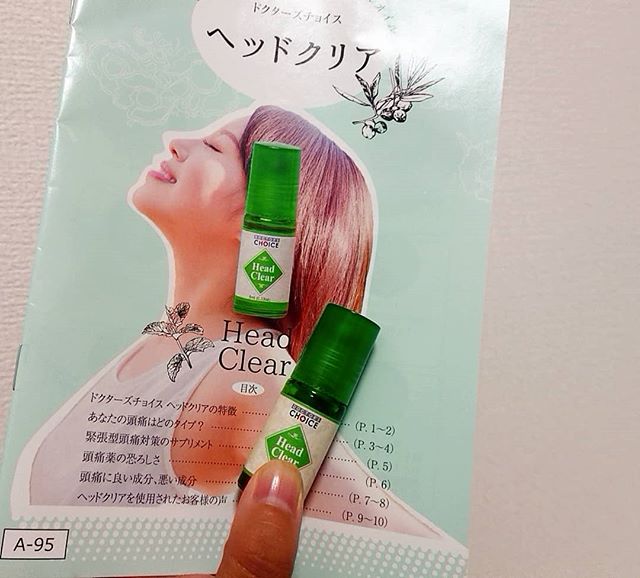 ドクターズチョイス
ヘッドクリア
CHOICE
Head
Clear
Head
Clear
目次
CHOICE
Head
Clear
ドクターズチョイス ヘッドクリアの特徴 (P. 1~2)
あなたの頭痛はどのタイプ? (P. 3~4)
緊張型頭痛対策のサプリメント (P. 5)
頭痛薬の恐ろしさ (P. 6)
頭痛に良い成分、悪い成分 (P. 7~8)
ヘッドクリアを使用されたお客様の声 (P. 9~10)
A-95